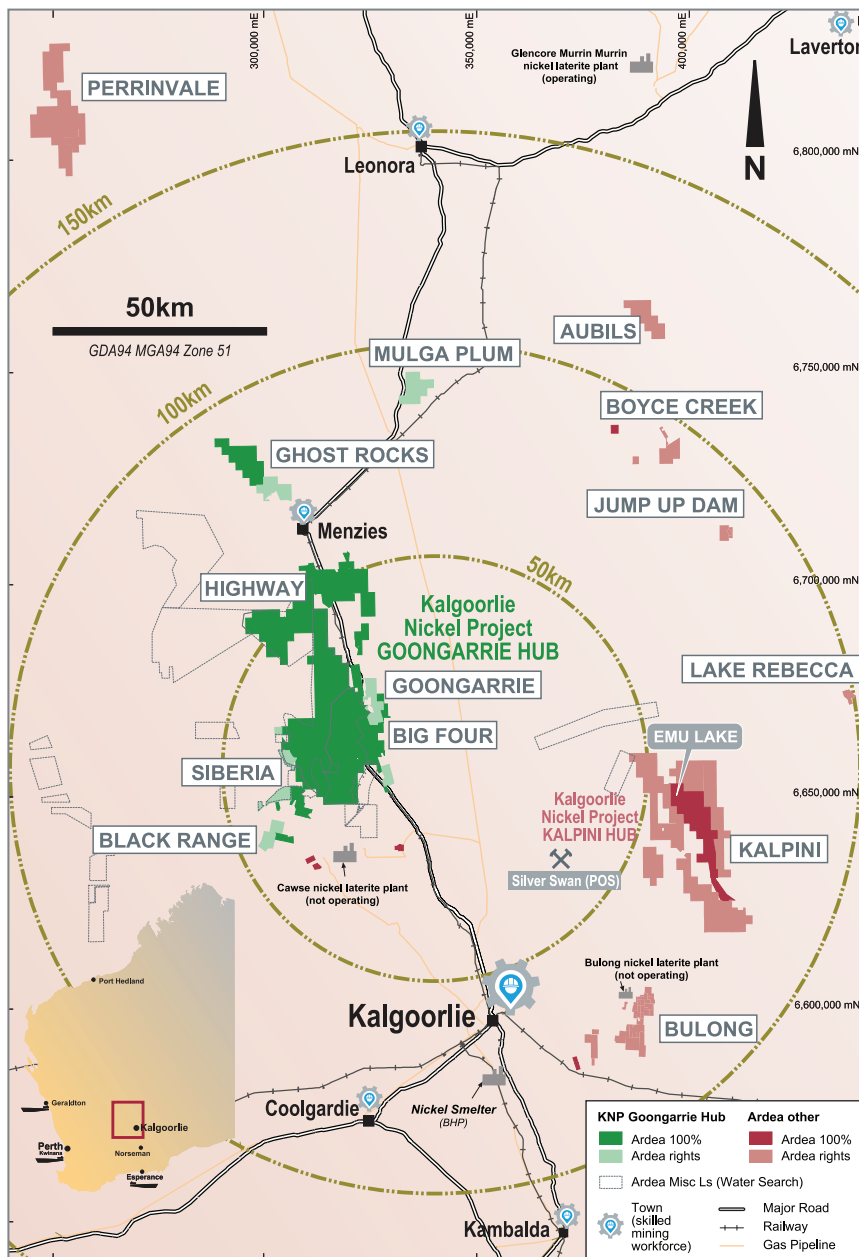 300,000 mE
350,000 mE
400,000 mE
Laverton
Glencore Murrin Murrin
nickel laterite plant
(operating)
PERRINVALE
N
6,800,000 mN
Leonora
150km
50km
GDA94 MGA94 Zone 51
AUBILS
MULGA PLUM
6,750,000 mN
100km
BOYCE CREEK
GHOST ROCKS
JUMP UP DAM
Menzies
50km
6,700,000 mN
HIGHWAY
Kalgoorlie
Nickel Project
GOONGARRIE HUB
LAKE REBECCA
GOONGARRIE
BIG FOUR
EMU LAKE
SIBERIA
Kalgoorlie
Nickel Project
KALPINI HUB
6,650,000 mN
BLACK RANGE
KALPINI
Cawse nickel laterite plant
(not operating)
Silver Swan (POS)
Port Hedland
Bulong nickel laterite plant
(not operating)
Kalgoorlie
6,600,000 mN
BULONG
Geraldton
Kalgoorlie
Perth
Kwinana
Norseman
Esperance
Coolgardie
Nickel Smelter
(BHP)
Kambalda
KNP Goongarrie Hub
Ardea 100%
Ardea rights
Ardea other
Ardea 100%
Ardea rights
Ardea Misc Ls (Water Search)
Town
(skilled
mining
workforce)
Major Road
Railway
Gas Pipeline